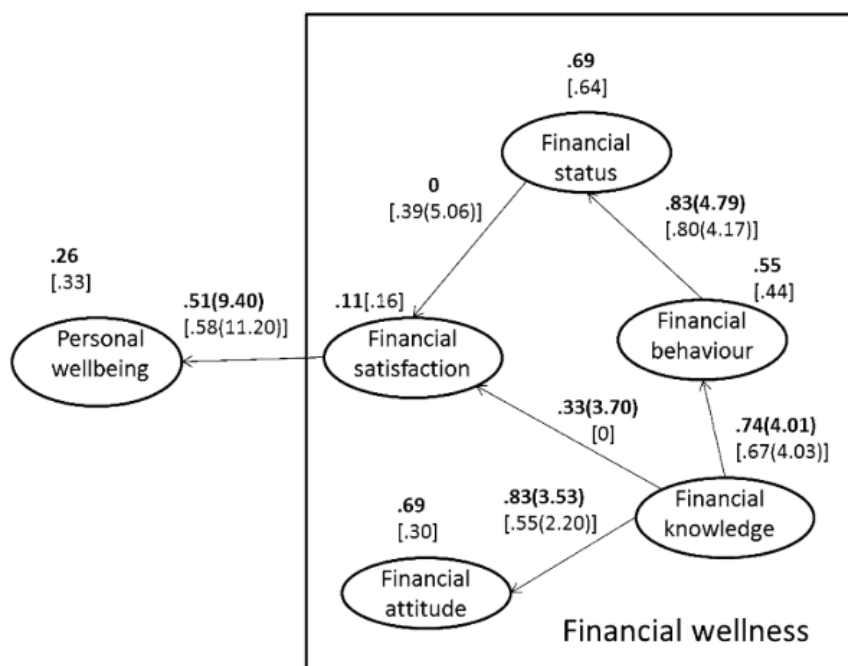 .69
[.64]
Financial
status
0
[.39(5.06)]
.83(4.79)
[.80(4.17)]
.26
[.33]
.55
[.44]
.51(9.40)
[.58(11.20)]
.11[.16]
Personal
wellbeing
Financial
satisfaction
Financial
behaviour
.33(3.70)
[0]
.74(4.01)
[.67(4.03)]
.69
[.30]
.83(3.53)
[.55(2.20)]
Financial
knowledge
Financial
attitude
Financial wellness